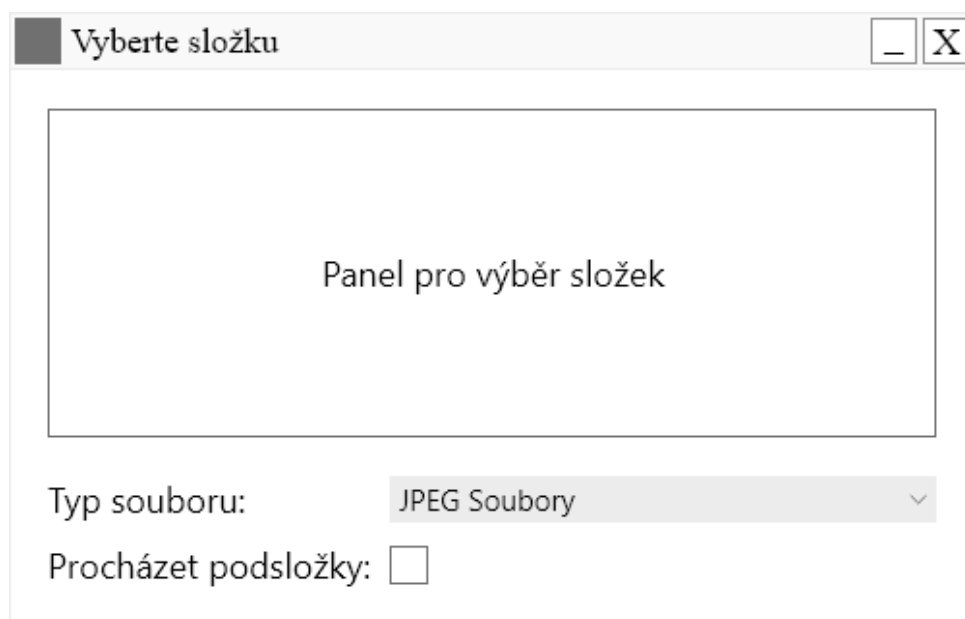 Vyberte složku _ X
Panel pro výběr složek
Typ souboru: JPEG Soubory
Procházet podsložky: